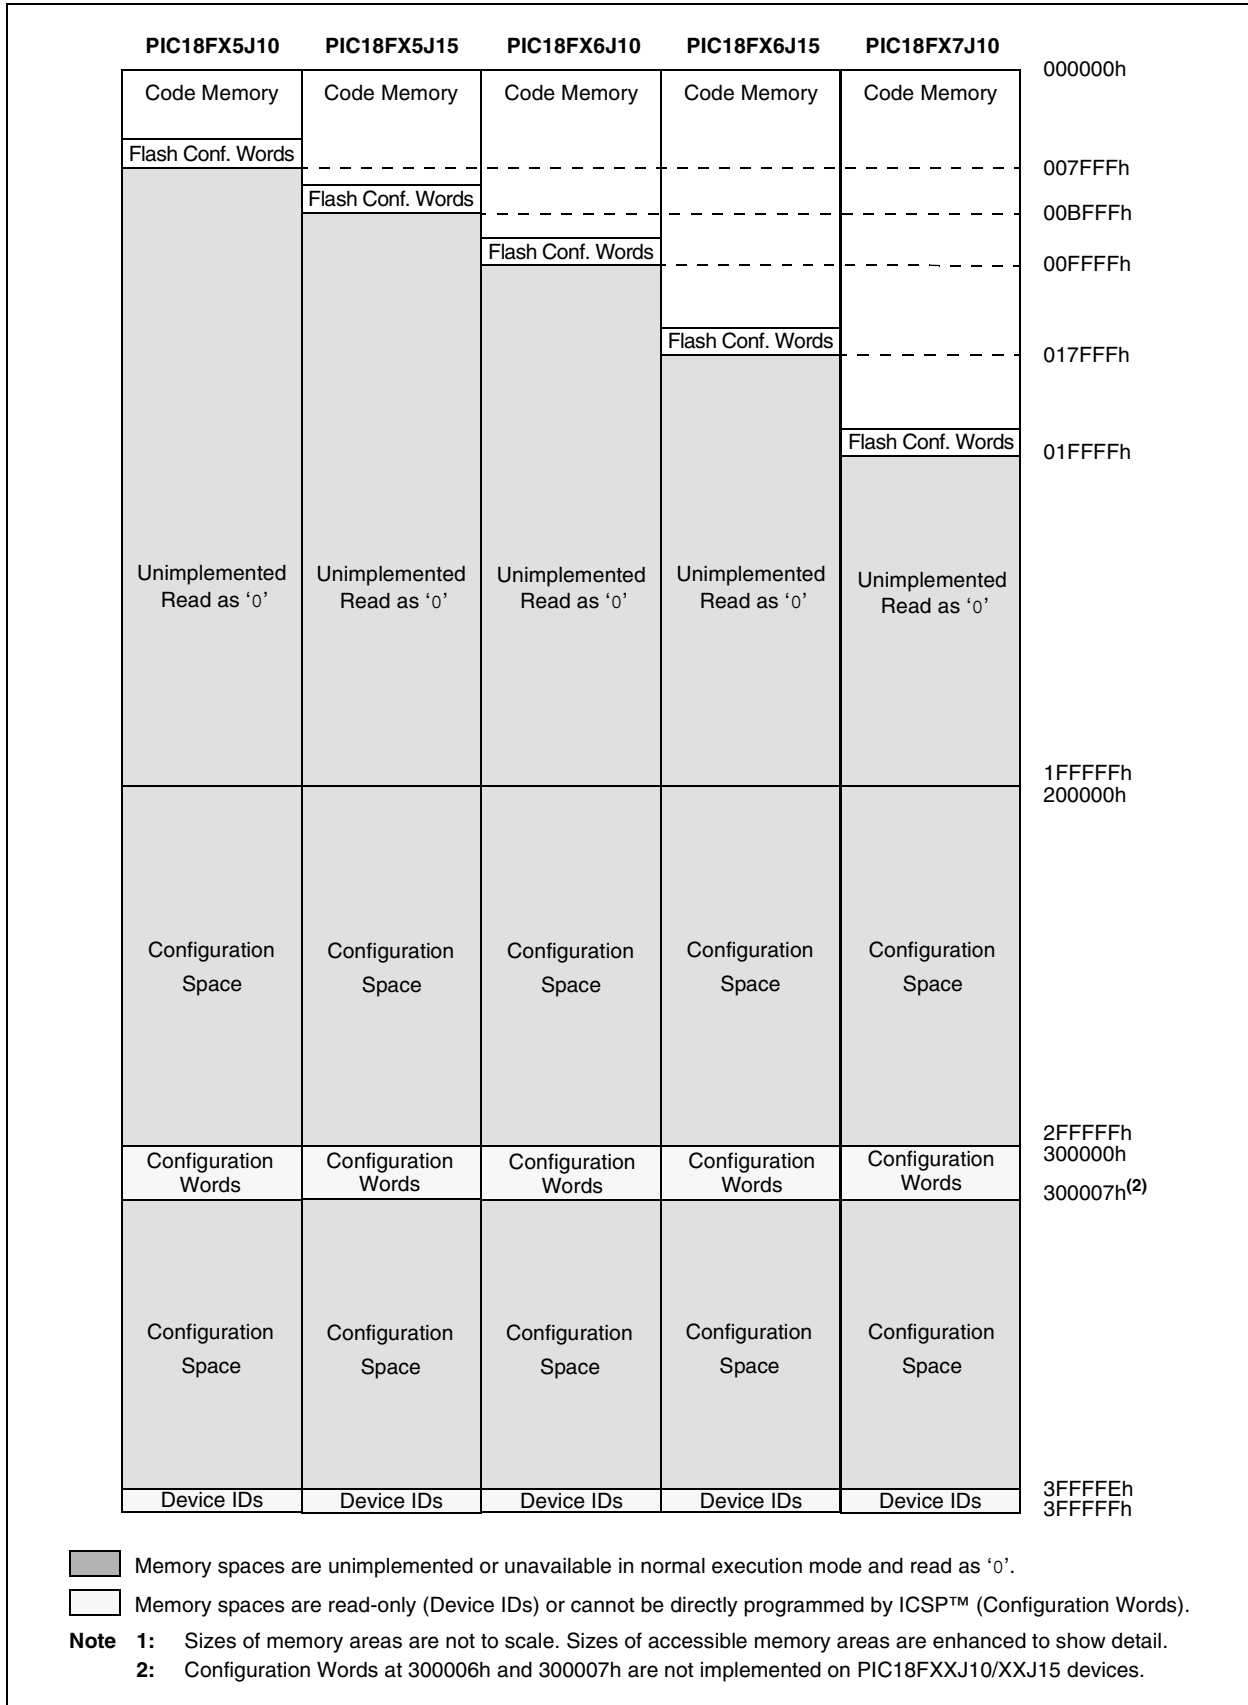 PIC18FX5J10 PIC18FX5J15 PIC18FX6J10 PIC18FX6J15 PIC18FX7J10
000000h
Code Memory Code Memory Code Memory Code Memory Code Memory
Flash Conf. Words
007FFFh
Flash Conf. Words
00BFFFh
Flash Conf. Words
00FFFFh
Flash Conf. Words
017FFFh
Flash Conf. Words
01FFFFh
Unimplemented Unimplemented Unimplemented Unimplemented Unimplemented
Read as ‘0’ Read as ‘0’ Read as ‘0’ Read as ‘0’ Read as ‘0’
1FFFFFh
200000h
Configuration Configuration Configuration Configuration Configuration
Space Space Space Space Space
2FFFFFh
300000h
Configuration Configuration Configuration Configuration Configuration
Words Words Words Words Words
300007h(2)
Configuration Configuration Configuration Configuration Configuration
Space Space Space Space Space
3FFFFEh
Device IDs Device IDs Device IDs Device IDs Device IDs
3FFFFFh
Memory spaces are unimplemented or unavailable in normal execution mode and read as ‘0’.
Memory spaces are read-only (Device IDs) or cannot be directly programmed by ICSP™ (Configuration Words).
Note 1: Sizes of memory areas are not to scale. Sizes of accessible memory areas are enhanced to show detail.
2: Configuration Words at 300006h and 300007h are not implemented on PIC18FXXJ10/XXJ15 devices.